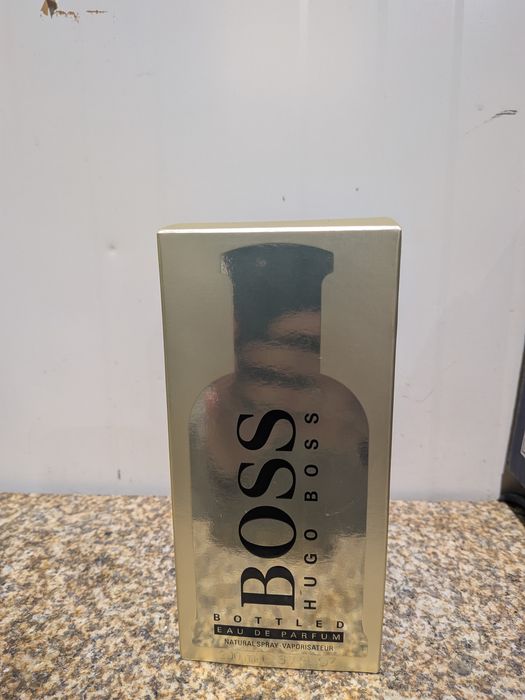 BOSS
HUGO BOSS
BOTTLED
EAU DE PARFUM
NATURAL SPRAY VAPORISATEUR